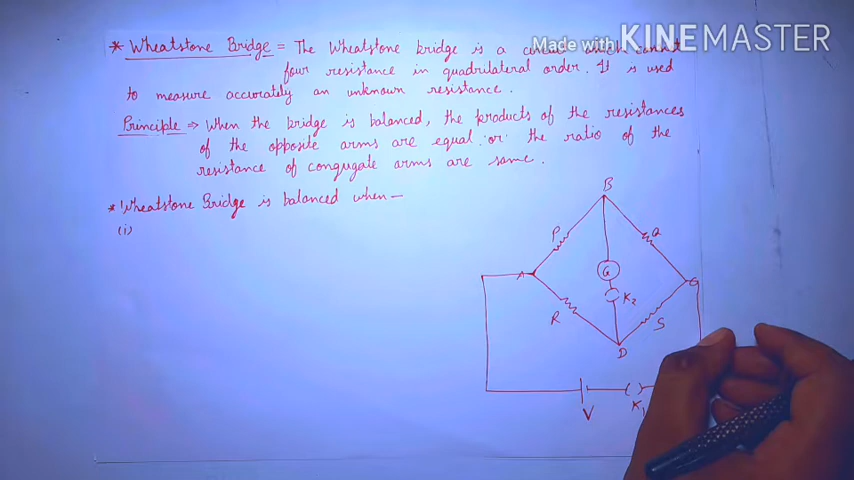 Made with KINEMASTER
* Wheatstone Bridge = The Wheatstone bridge is a circuit which connect
four resistance in quadrilateral order. It is used
to measure accurately an unknown resistance.
Principle ⇒ When the bridge is balanced, the products of the resistances
of the opposite arms are equal. or the ratio of the
resistance of congugate arms are same.
* Wheatstone Bridge is balanced when —
(i)
B
P
Q
A
G
K2
R
S
D
V
K1